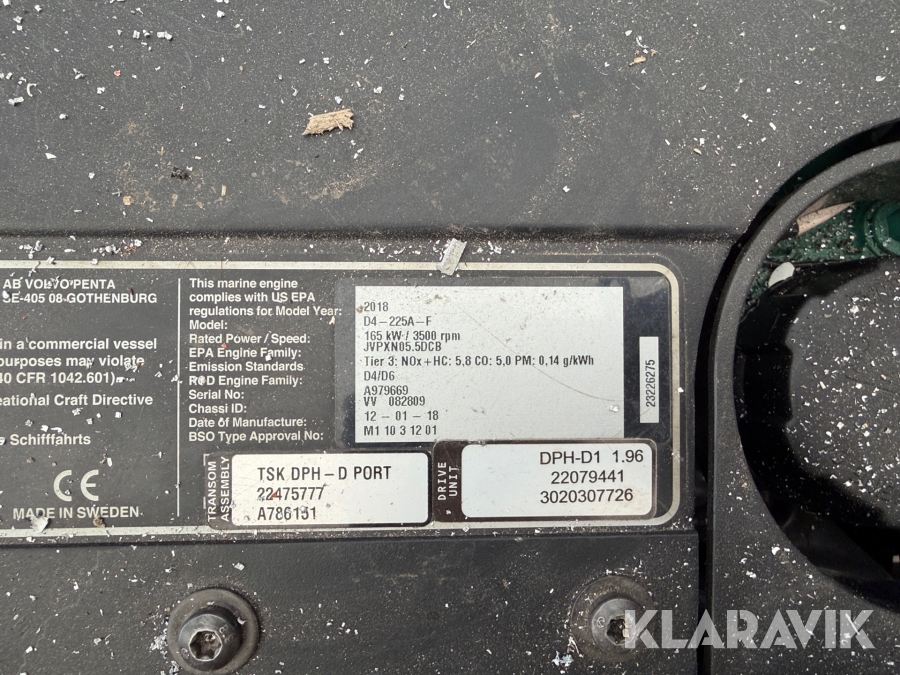 AB VOLVO PENTA
SE-405 08 GOTHENBURG
in a commercial vessel
purposes may violate
40 CFR 1042.601)
eational Craft Directive
Schifffahrts
CE
MADE IN SWEDEN
This marine engine
complies with US EPA
regulations for Model Year: 2018
Model: D4-225A-F
Rated Power / Speed: 165 kW / 3500 rpm
EPA Engine Family: JVPXN05.5DCB
Emission Standards Tier 3: NOx+HC: 5,8 CO: 5,0 PM: 0,14 g/kWh
RCD Engine Family: D4/D6
Serial No: A979669
Chassi ID: VV 082809
Date of Manufacture: 12-01-18
BSO Type Approval No: M1 10 3 12 01
23226275
TRANSOM
ASSEMBLY
TSK DPH-D PORT
22475777
A786131
DRIVE
UNIT
DPH-D1 1.96
22079441
3020307726
KLARAVIK